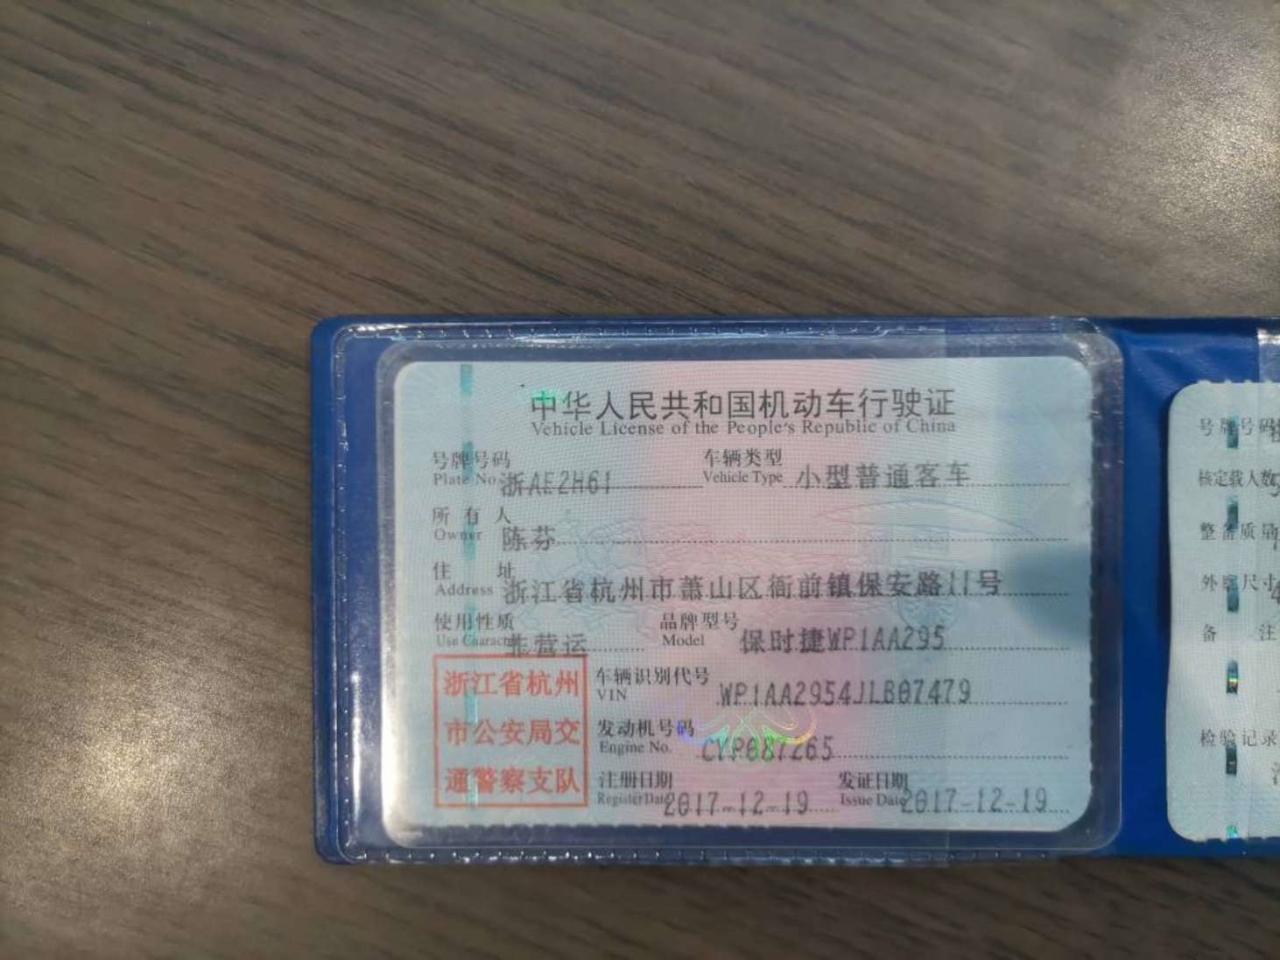 中华人民共和国机动车行驶证
Vehicle License of the People's Republic of China
号牌号码 Plate No. 浙AE2H61 车辆类型 Vehicle Type 小型普通客车
所有人 Owner 陈芬
住址 Address 浙江省杭州市萧山区衙前镇保安路11号
使用性质 Use Character 非营运 品牌型号 Model 保时捷WP1AA295
车辆识别代号 VIN WP1AA2954JLB07479
发动机号码 Engine No. CYP087265
注册日期 Register Date 2017-12-19 发证日期 Issue Date 2017-12-19
浙江省杭州
市公安局交
通警察支队
号牌号码
核定载人数
整备质量
外廓尺寸
备注
检验记录